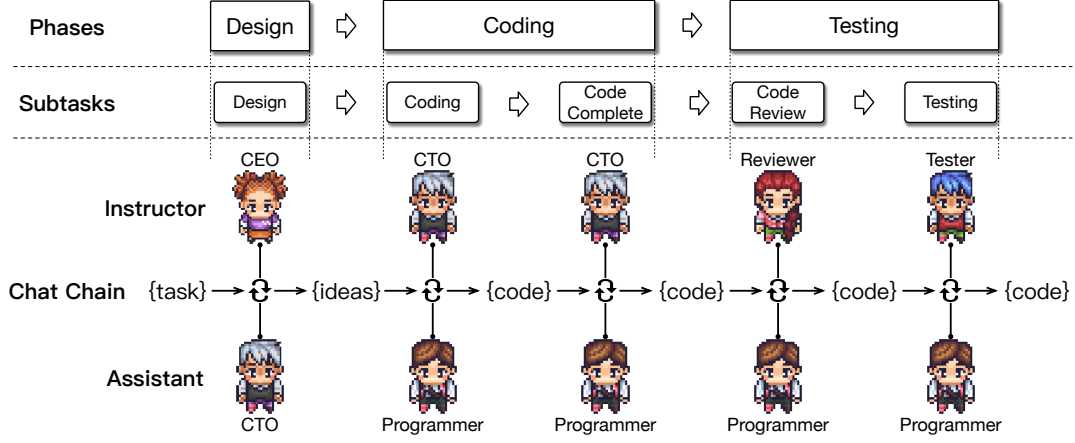 Phases Design Coding Testing
Subtasks Design Coding Code Complete Code Review Testing
CEO CTO CTO Reviewer Tester
Instructor
Chat Chain {task} {ideas} {code} {code} {code} {code}
Assistant
CTO Programmer Programmer Programmer Programmer